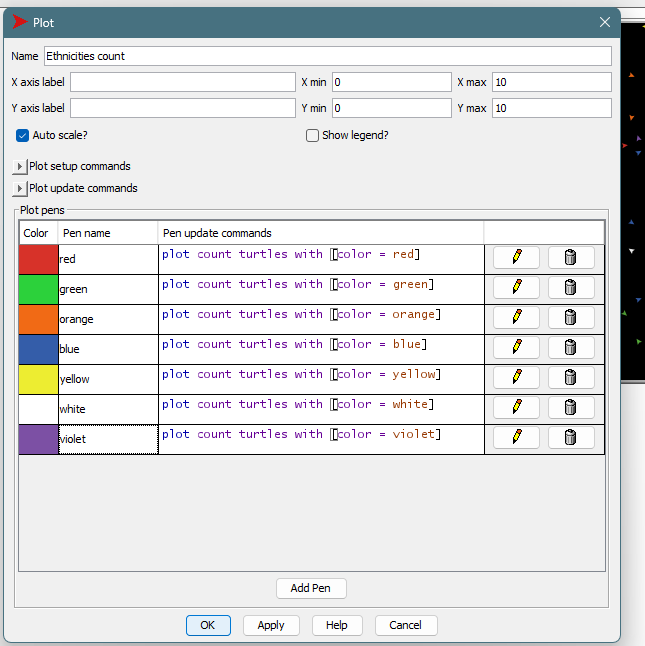 Plot
Name Ethnicities count
X axis label X min 0 X max 10
Y axis label Y min 0 Y max 10
Auto scale? Show legend?
Plot setup commands
Plot update commands
Plot pens
Color Pen name Pen update commands
red plot count turtles with [color = red]
green plot count turtles with [color = green]
orange plot count turtles with [color = orange]
blue plot count turtles with [color = blue]
yellow plot count turtles with [color = yellow]
white plot count turtles with [color = white]
violet plot count turtles with [color = violet]
Add Pen
OK Apply Help Cancel